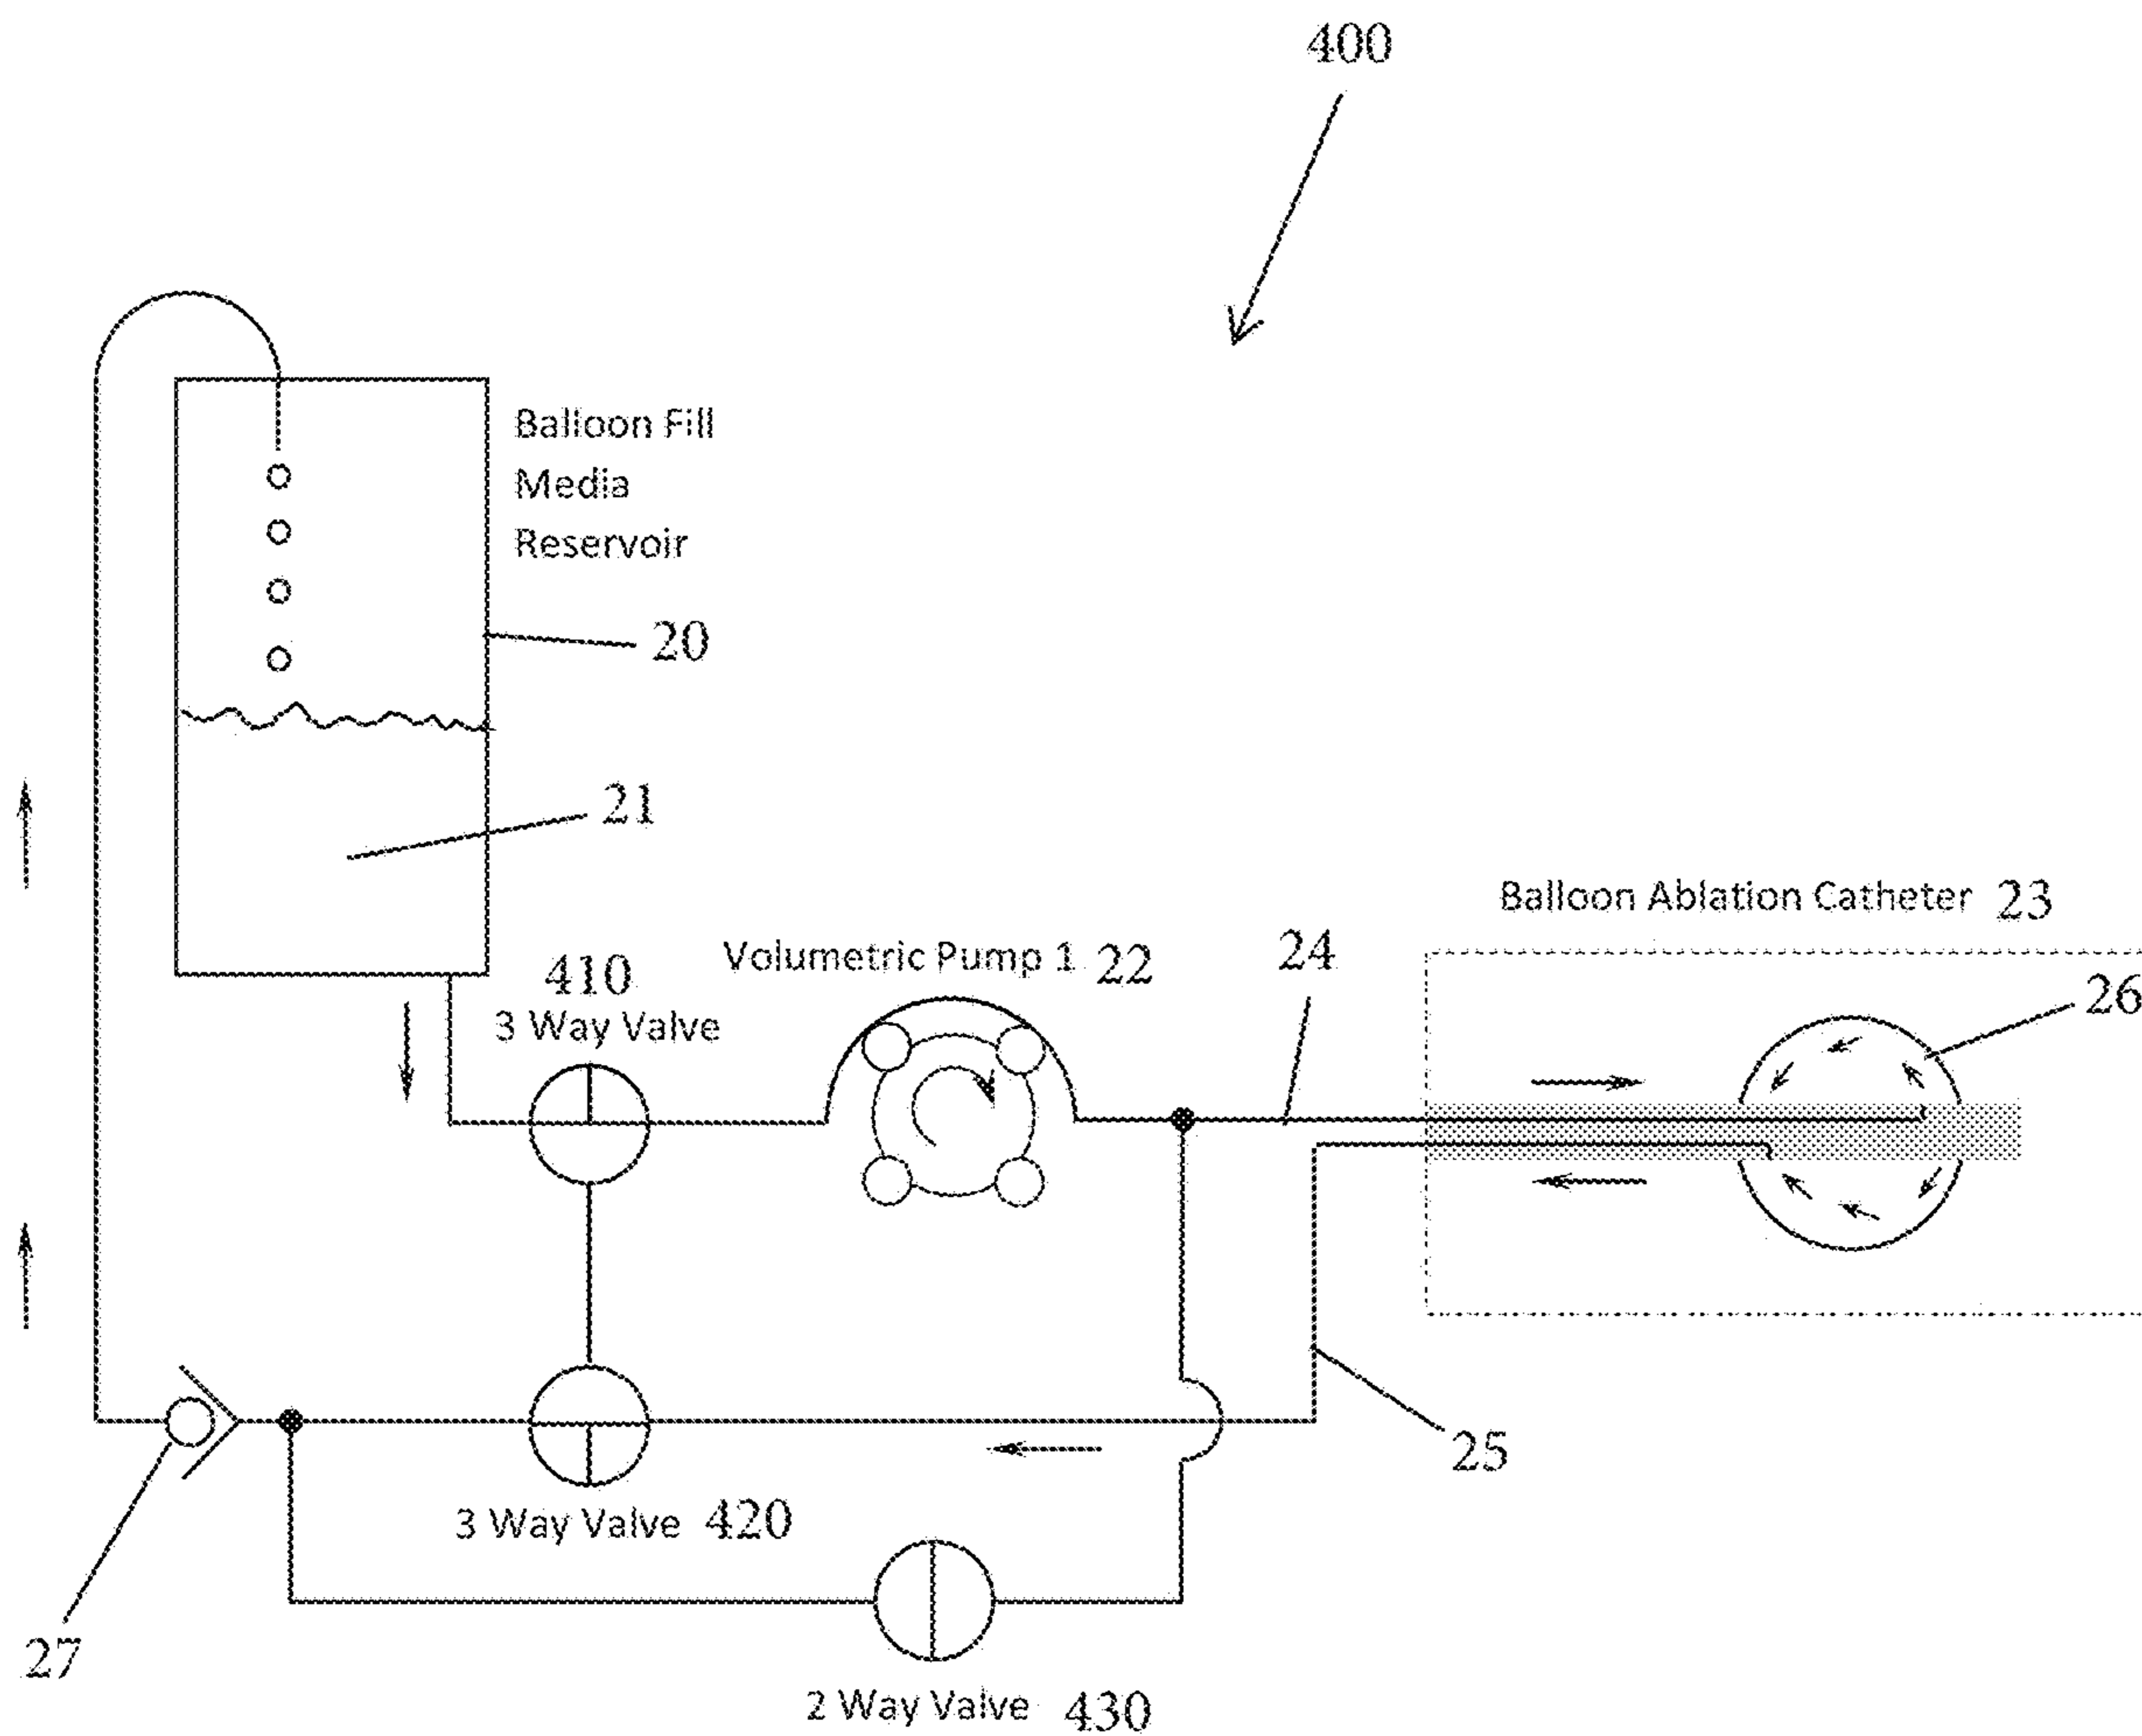 400
Balloon Fill
Media
Reservoir
20
21
Balloon Ablation Catheter 23
Volumetric Pump 1 22
24
26
410
3 Way Valve
25
3 Way Valve 420
27
2 Way Valve 430